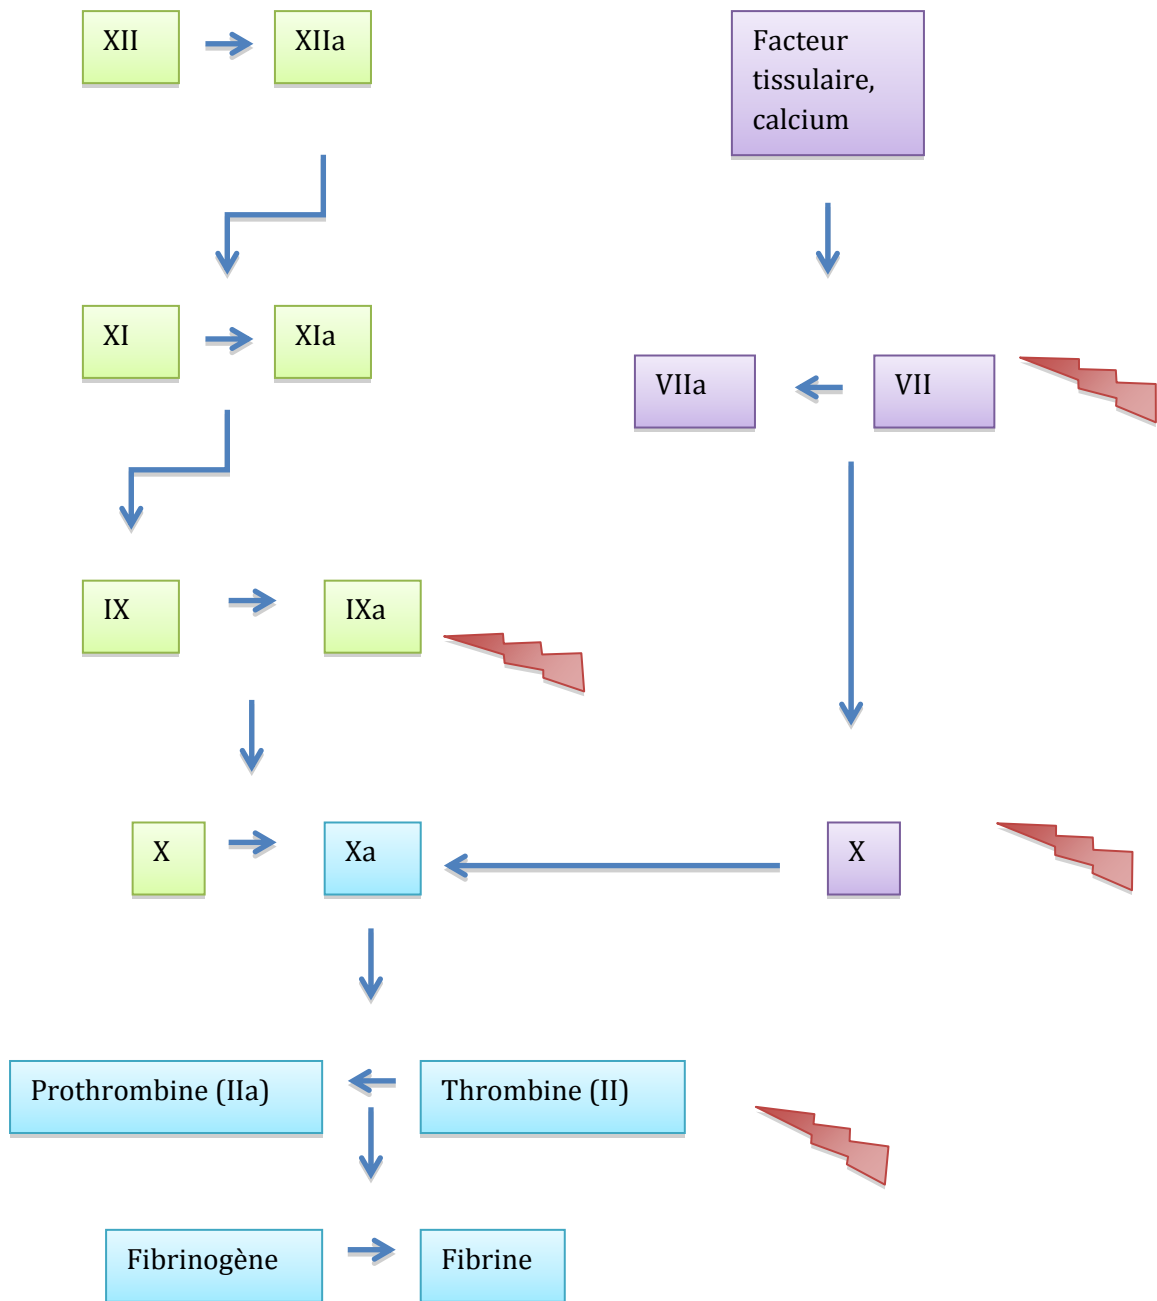 XII
XIIa
Facteur
tissulaire,
calcium
XI
XIa
VIIa
VII
IX
IXa
X
Xa
X
Prothrombine (IIa)
Thrombine (II)
Fibrinogène
Fibrine